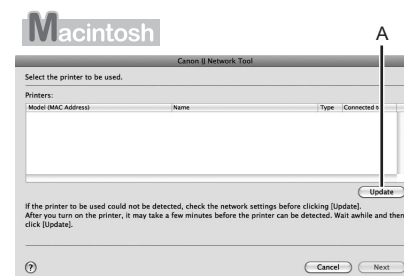 Macintosh
A
Canon IJ Network Tool
Select the printer to be used.
Printers:
Model (MAC Address) Name Type Connected t
Update
If the printer to be used could not be detected, check the network settings before clicking [Update].
After you turn on the printer, it may take a few minutes before the printer can be detected. Wait awhile and then
click [Update].
? Cancel Next